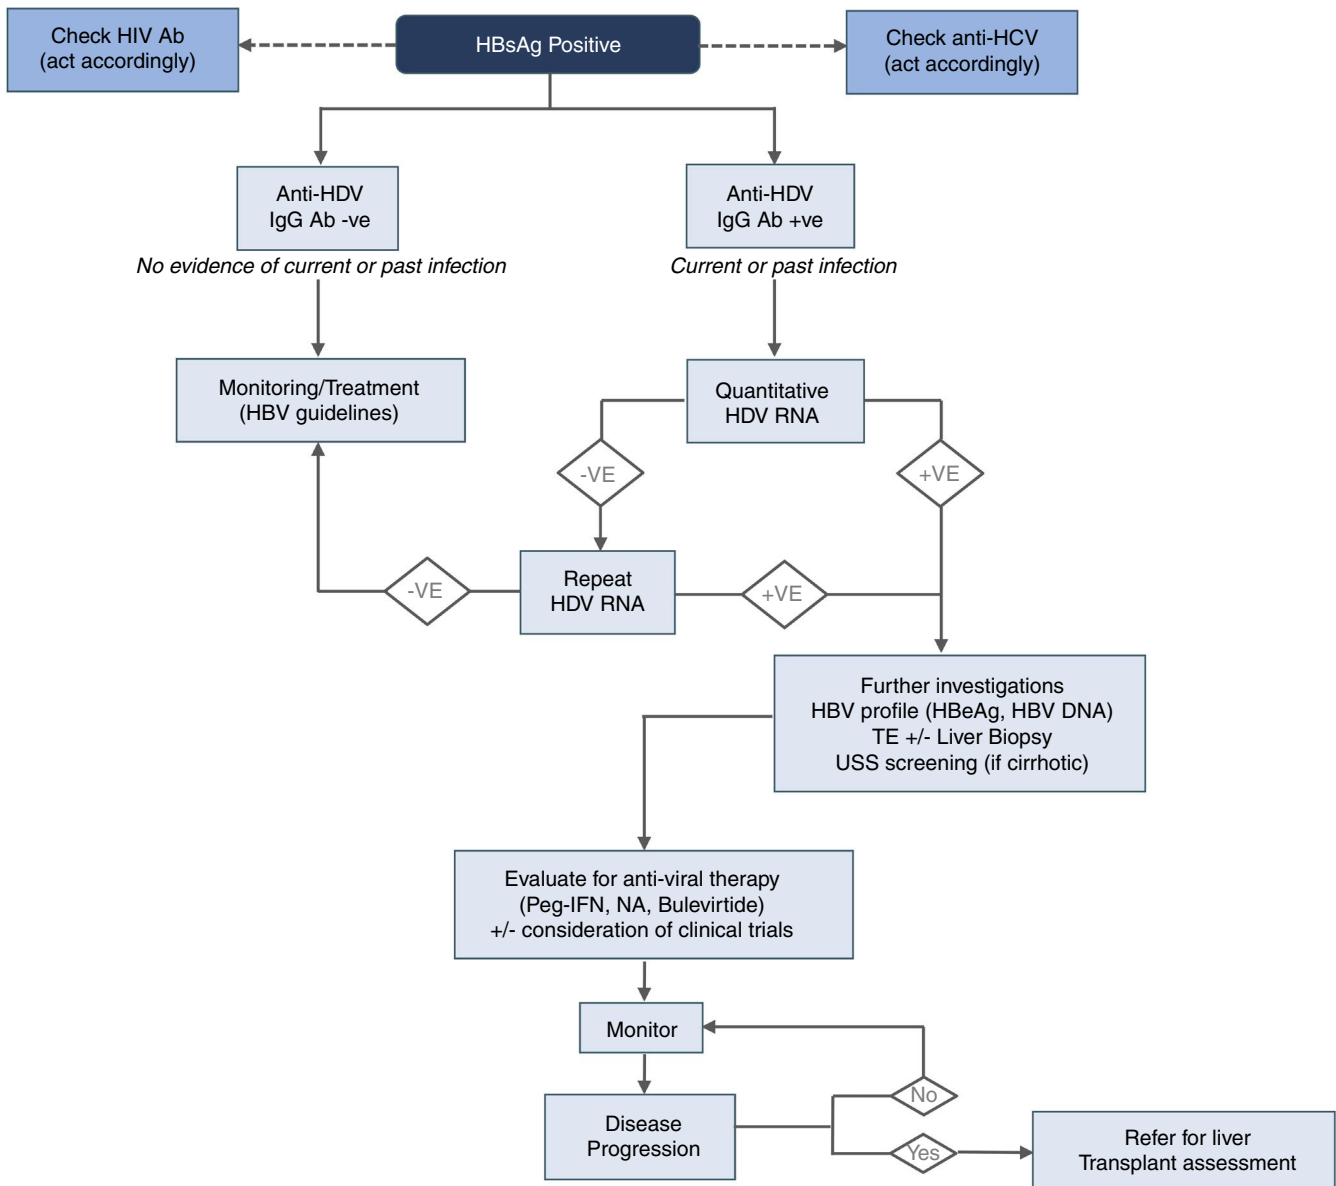 Check HIV Ab
(act accordingly)
HBsAg Positive
Check anti-HCV
(act accordingly)
Anti-HDV
IgG Ab -ve
Anti-HDV
IgG Ab +ve
No evidence of current or past infection
Current or past infection
Monitoring/Treatment
(HBV guidelines)
Quantitative
HDV RNA
-VE
+VE
Repeat
HDV RNA
-VE
+VE
Further investigations
HBV profile (HBeAg, HBV DNA)
TE +/- Liver Biopsy
USS screening (if cirrhotic)
Evaluate for anti-viral therapy
(Peg-IFN, NA, Bulevirtide)
+/- consideration of clinical trials
Monitor
Disease
Progression
No
Yes
Refer for liver
Transplant assessment